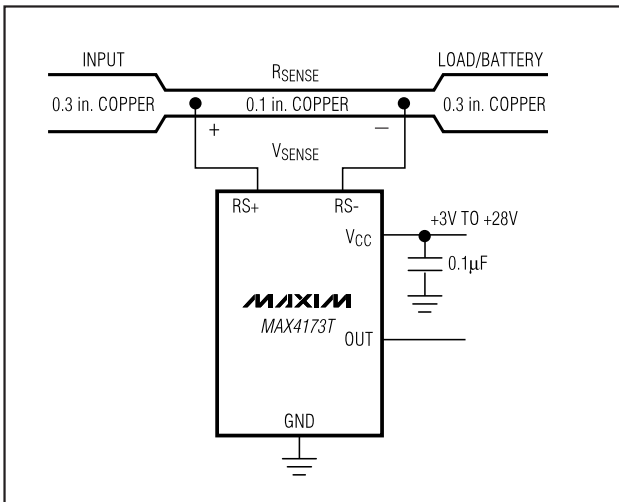 INPUT
LOAD/BATTERY
RSENSE
0.3 in. COPPER
0.1 in. COPPER
0.3 in. COPPER
+
−
VSENSE
RS+
RS-
+3V TO +28V
VCC
0.1μF
MAXIM
MAX4173T
OUT
GND